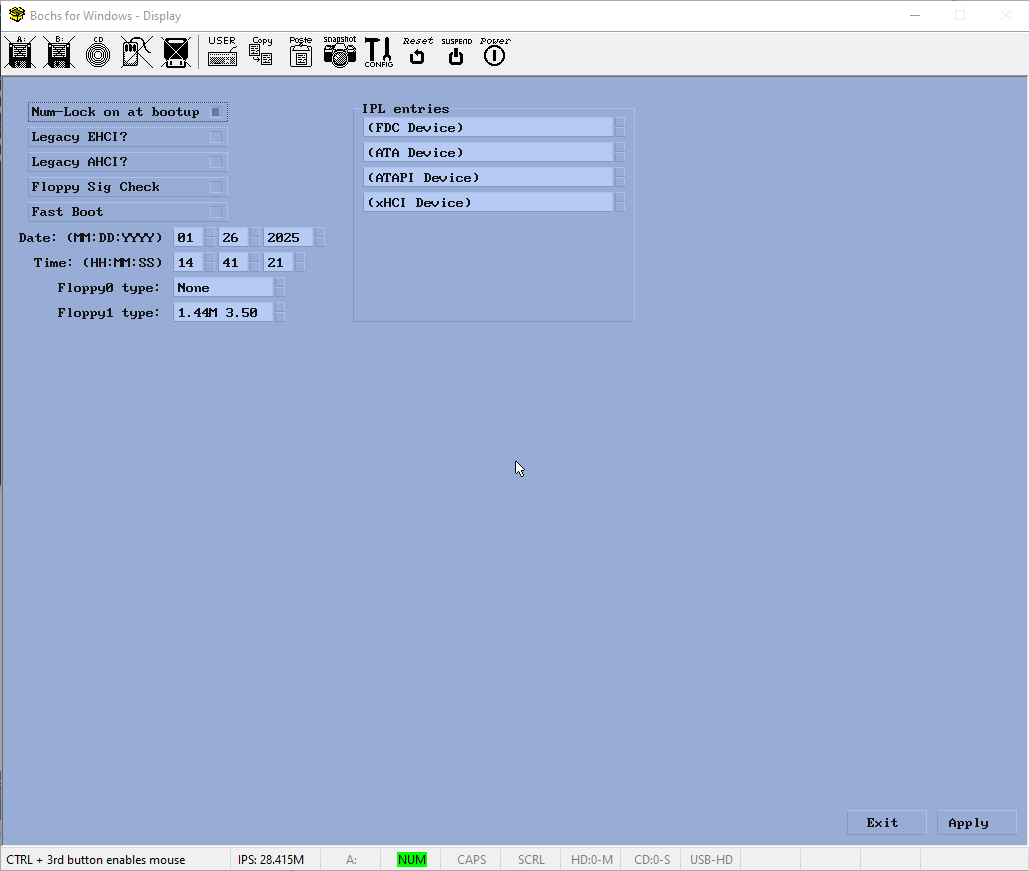 Bochs for Windows - Display
A: B: CD USER Copy Paste snapshot CONFIG Reset SUSPEND Power
Num-Lock on at bootup
Legacy EHCI?
Legacy AHCI?
Floppy Sig Check
Fast Boot
Date: (MM:DD:YYYY) 01 26 2025
Time: (HH:MM:SS) 14 41 21
Floppy0 type: None
Floppy1 type: 1.44M 3.50
IPL entries
(FDC Device)
(ATA Device)
(ATAPI Device)
(xHCI Device)
Exit Apply
CTRL + 3rd button enables mouse IPS: 28.415M A: NUM CAPS SCRL HD:0-M CD:0-S USB-HD